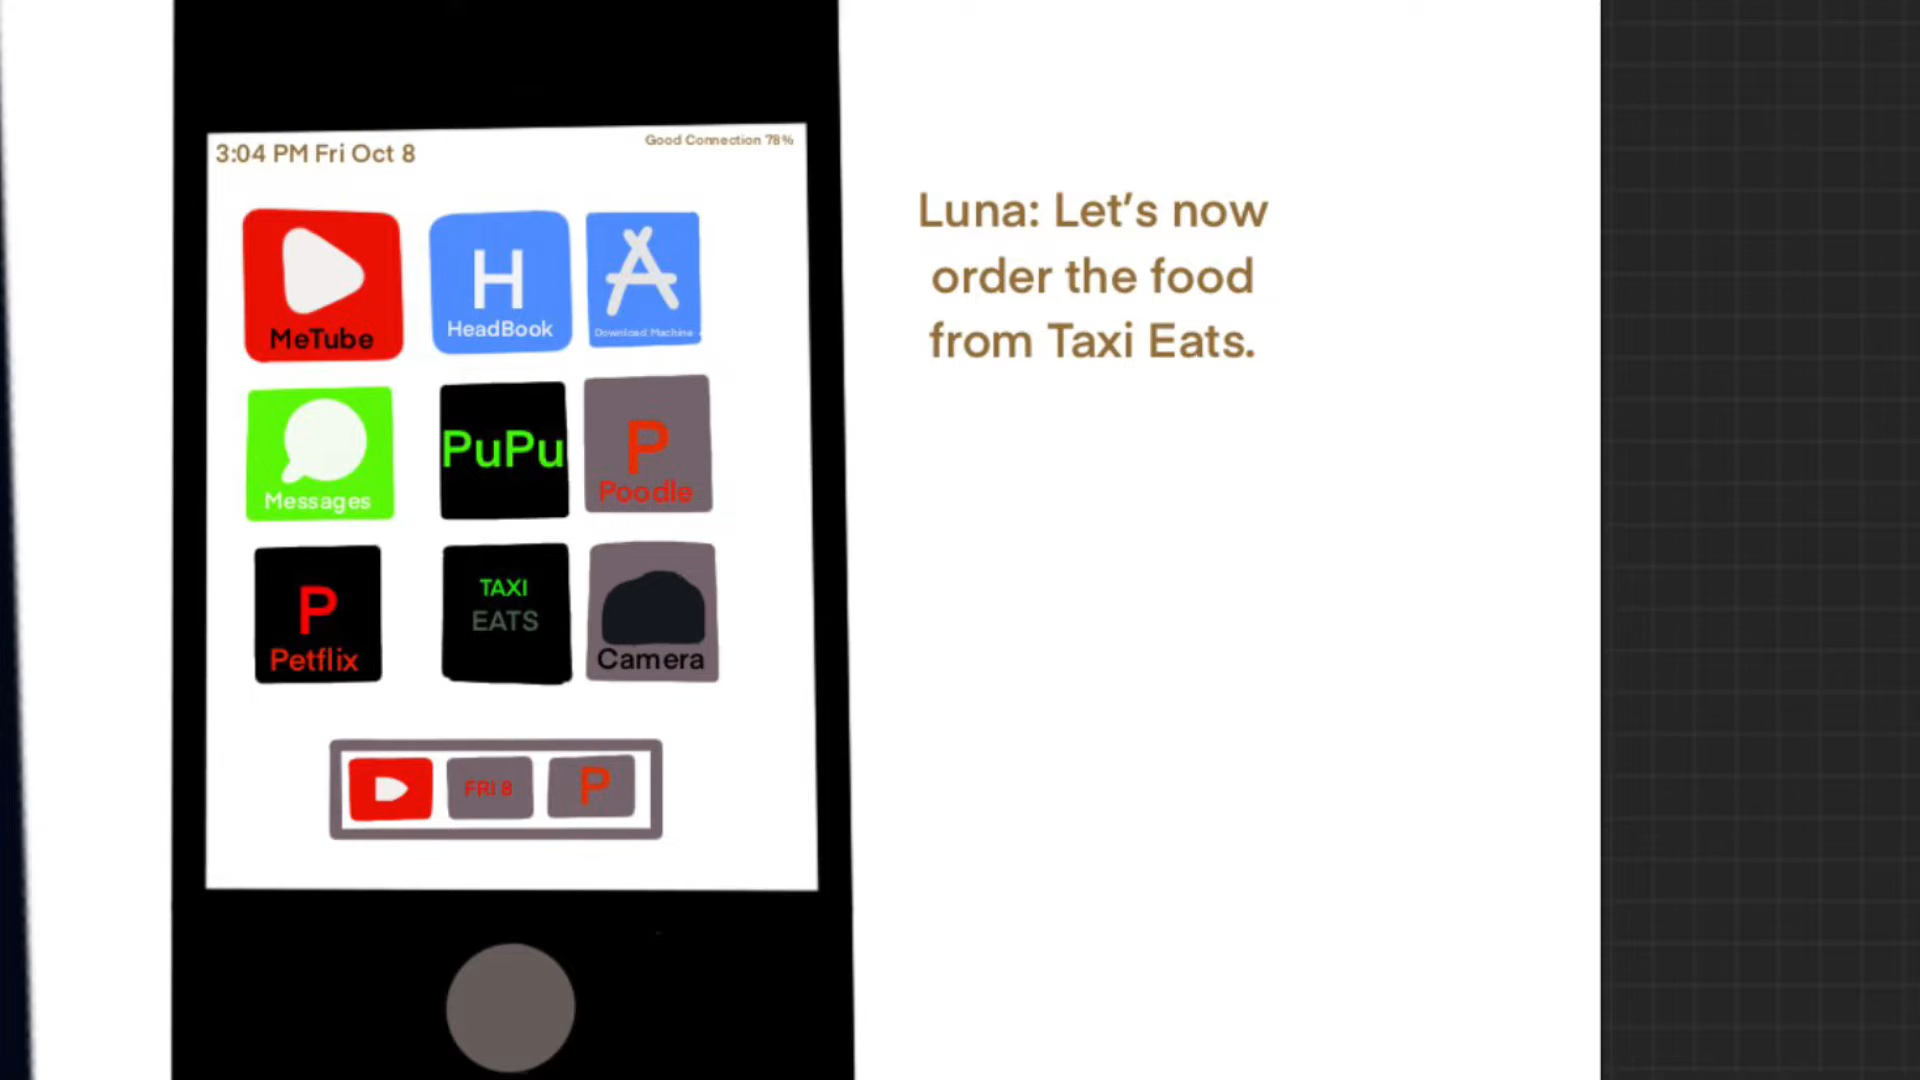 3:04 PM Fri Oct 8
Good Connection 78%
MeTube
H
HeadBook
Download Machine
Messages
PuPu
P
Poodle
P
Petflix
TAXI
EATS
Camera
FRI 8
P
Luna: Let's now
order the food
from Taxi Eats.